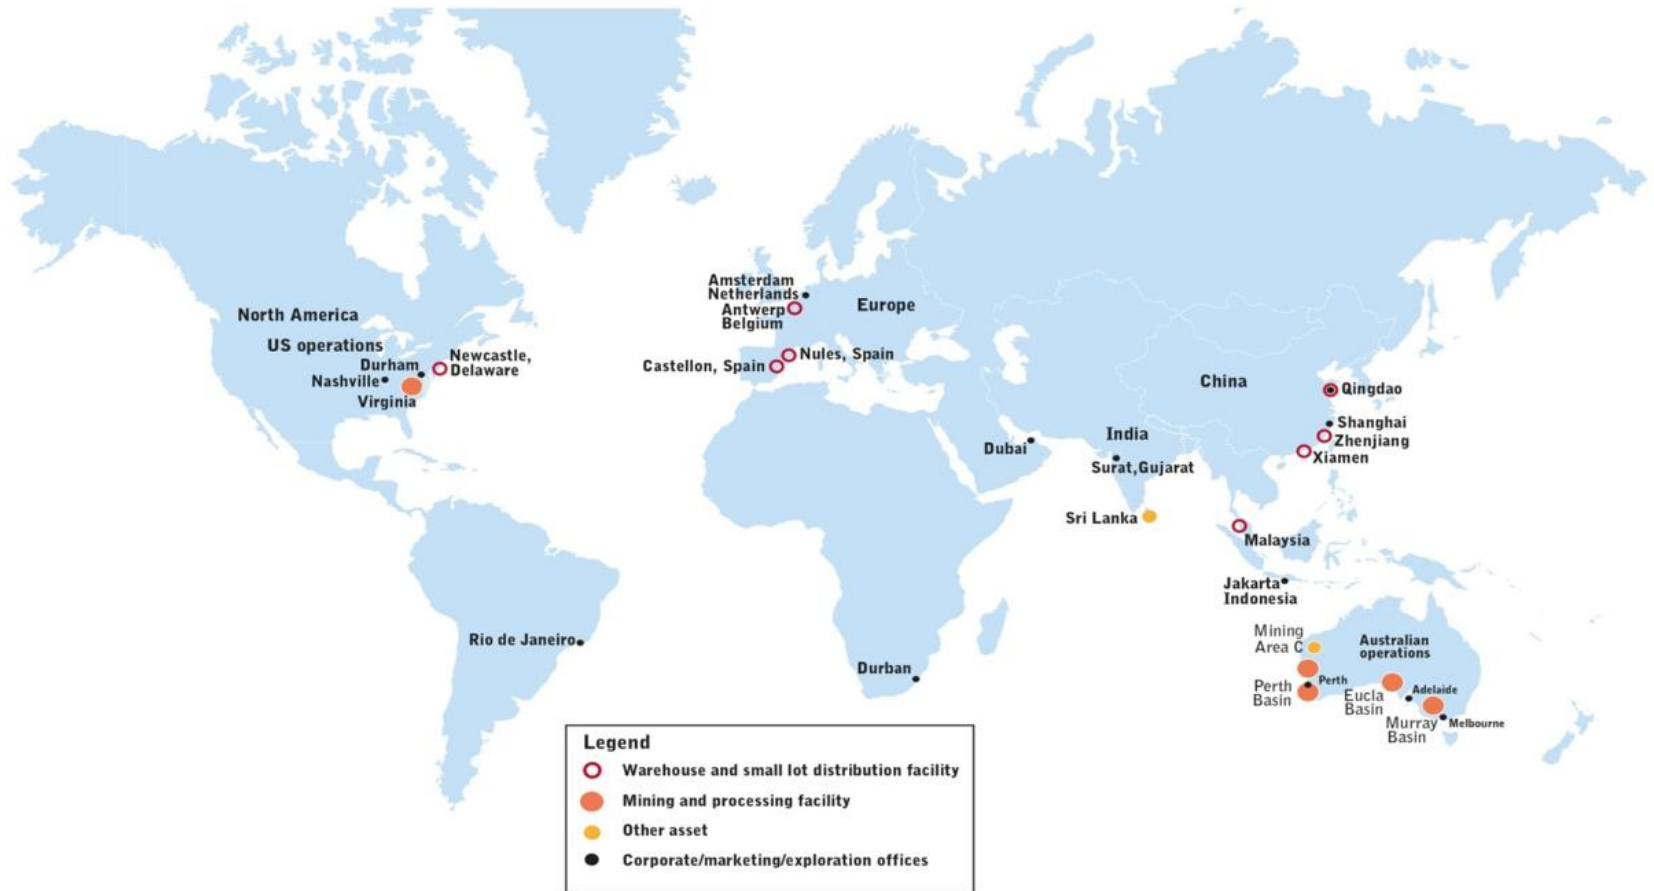 North America
US operations
Durham
Nashville
Virginia
Newcastle,
Delaware
Rio de Janeiro
Amsterdam
Netherlands
Antwerp
Belgium
Europe
Castellon, Spain
Nules, Spain
Dubai
Durban
India
Surat,Gujarat
Sri Lanka
China
Qingdao
Shanghai
Zhenjiang
Xiamen
Malaysia
Jakarta
Indonesia
Mining
Area C
Australian
operations
Perth
Basin
Perth
Eucla
Basin
Adelaide
Murray
Basin
Melbourne
Legend
Warehouse and small lot distribution facility
Mining and processing facility
Other asset
Corporate/marketing/exploration offices